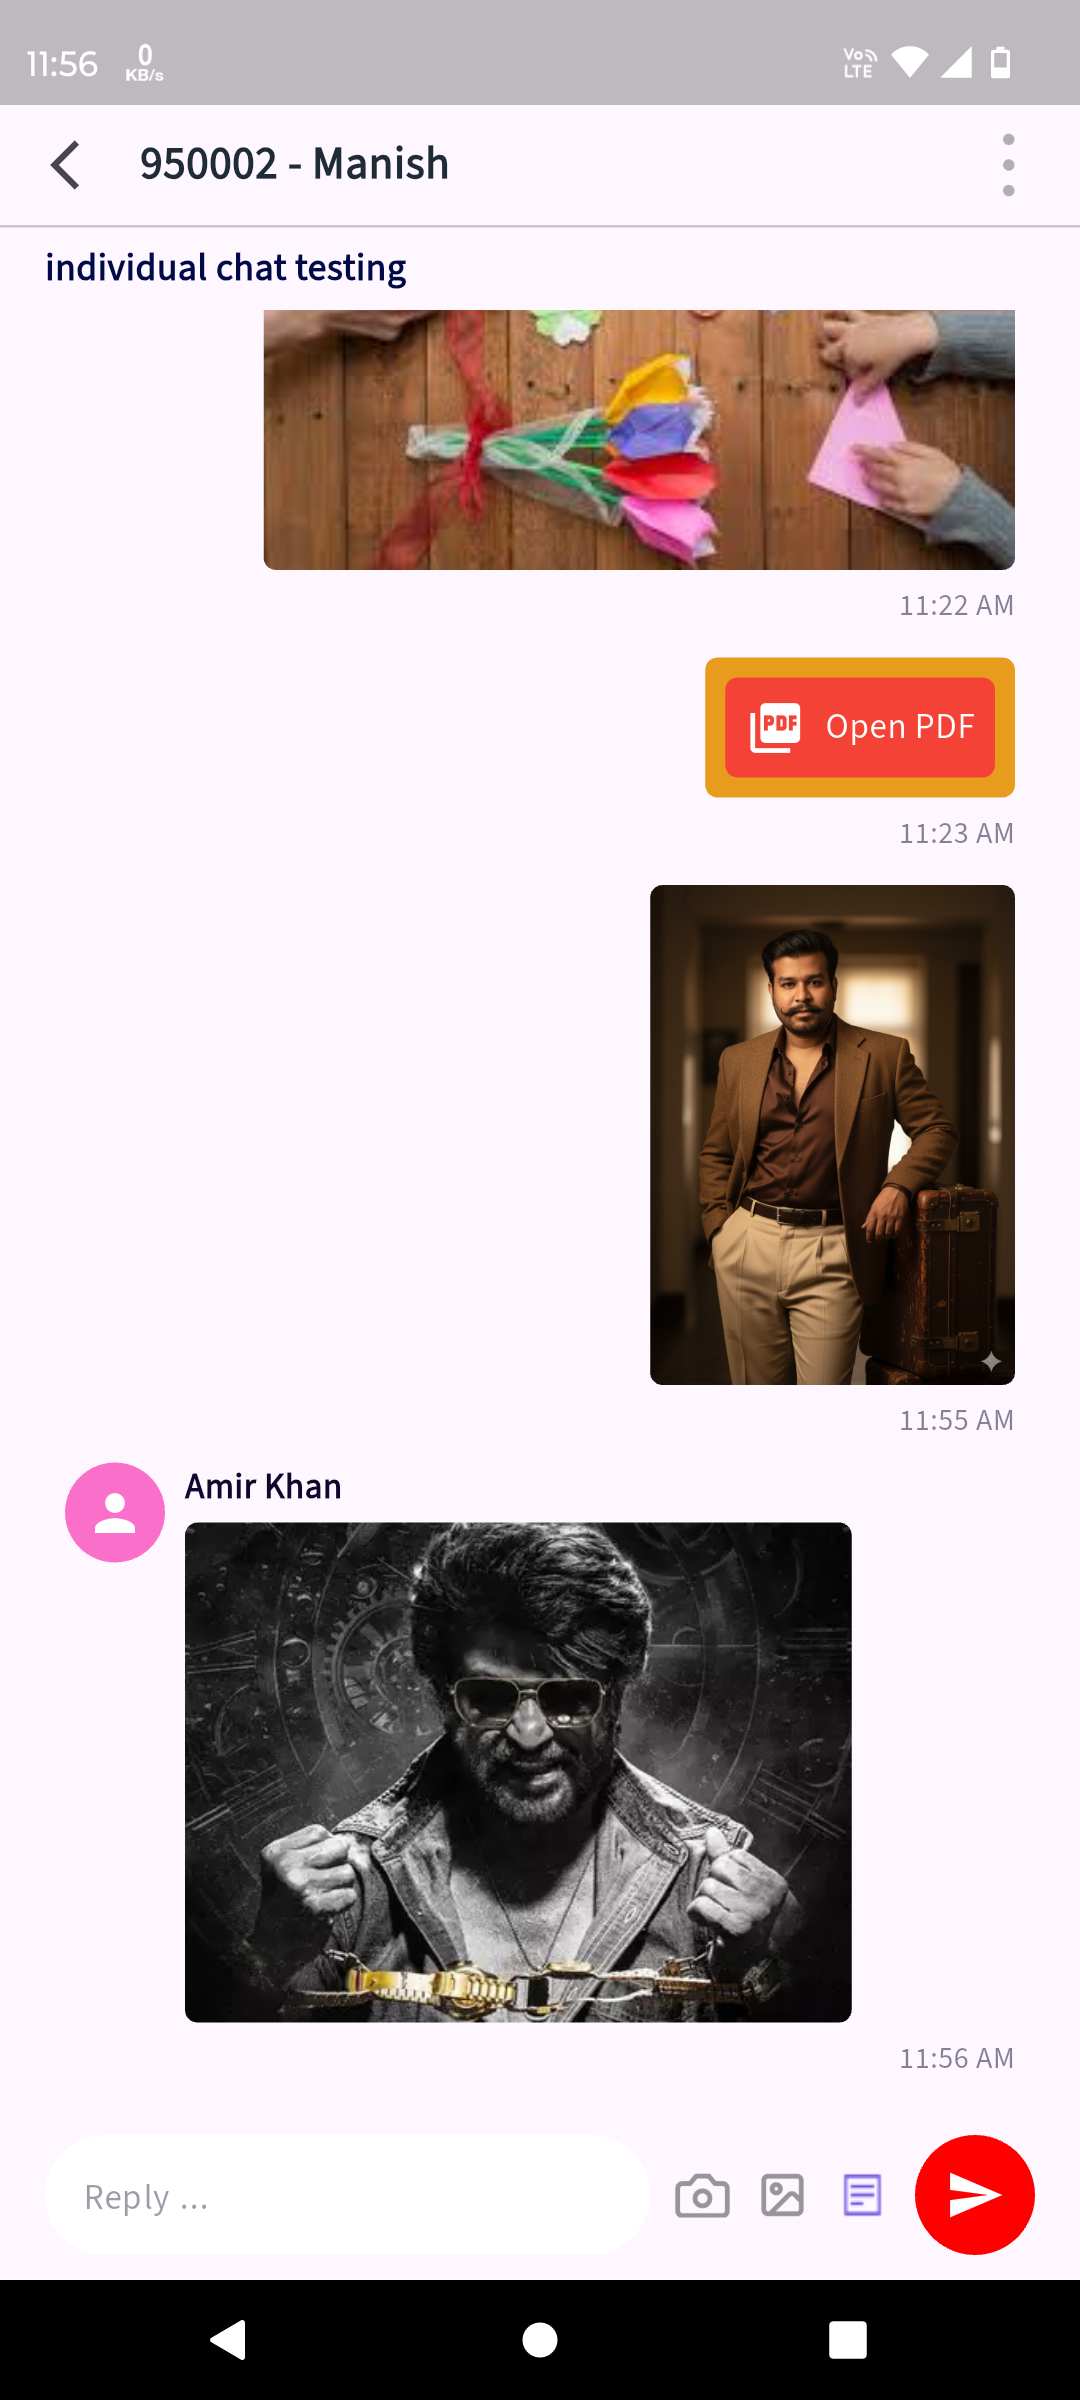 11:56
0
KB/s
Vo
LTE
950002 - Manish
individual chat testing
11:22 AM
PDF
Open PDF
11:23 AM
11:55 AM
Amir Khan
11:56 AM
Reply ...